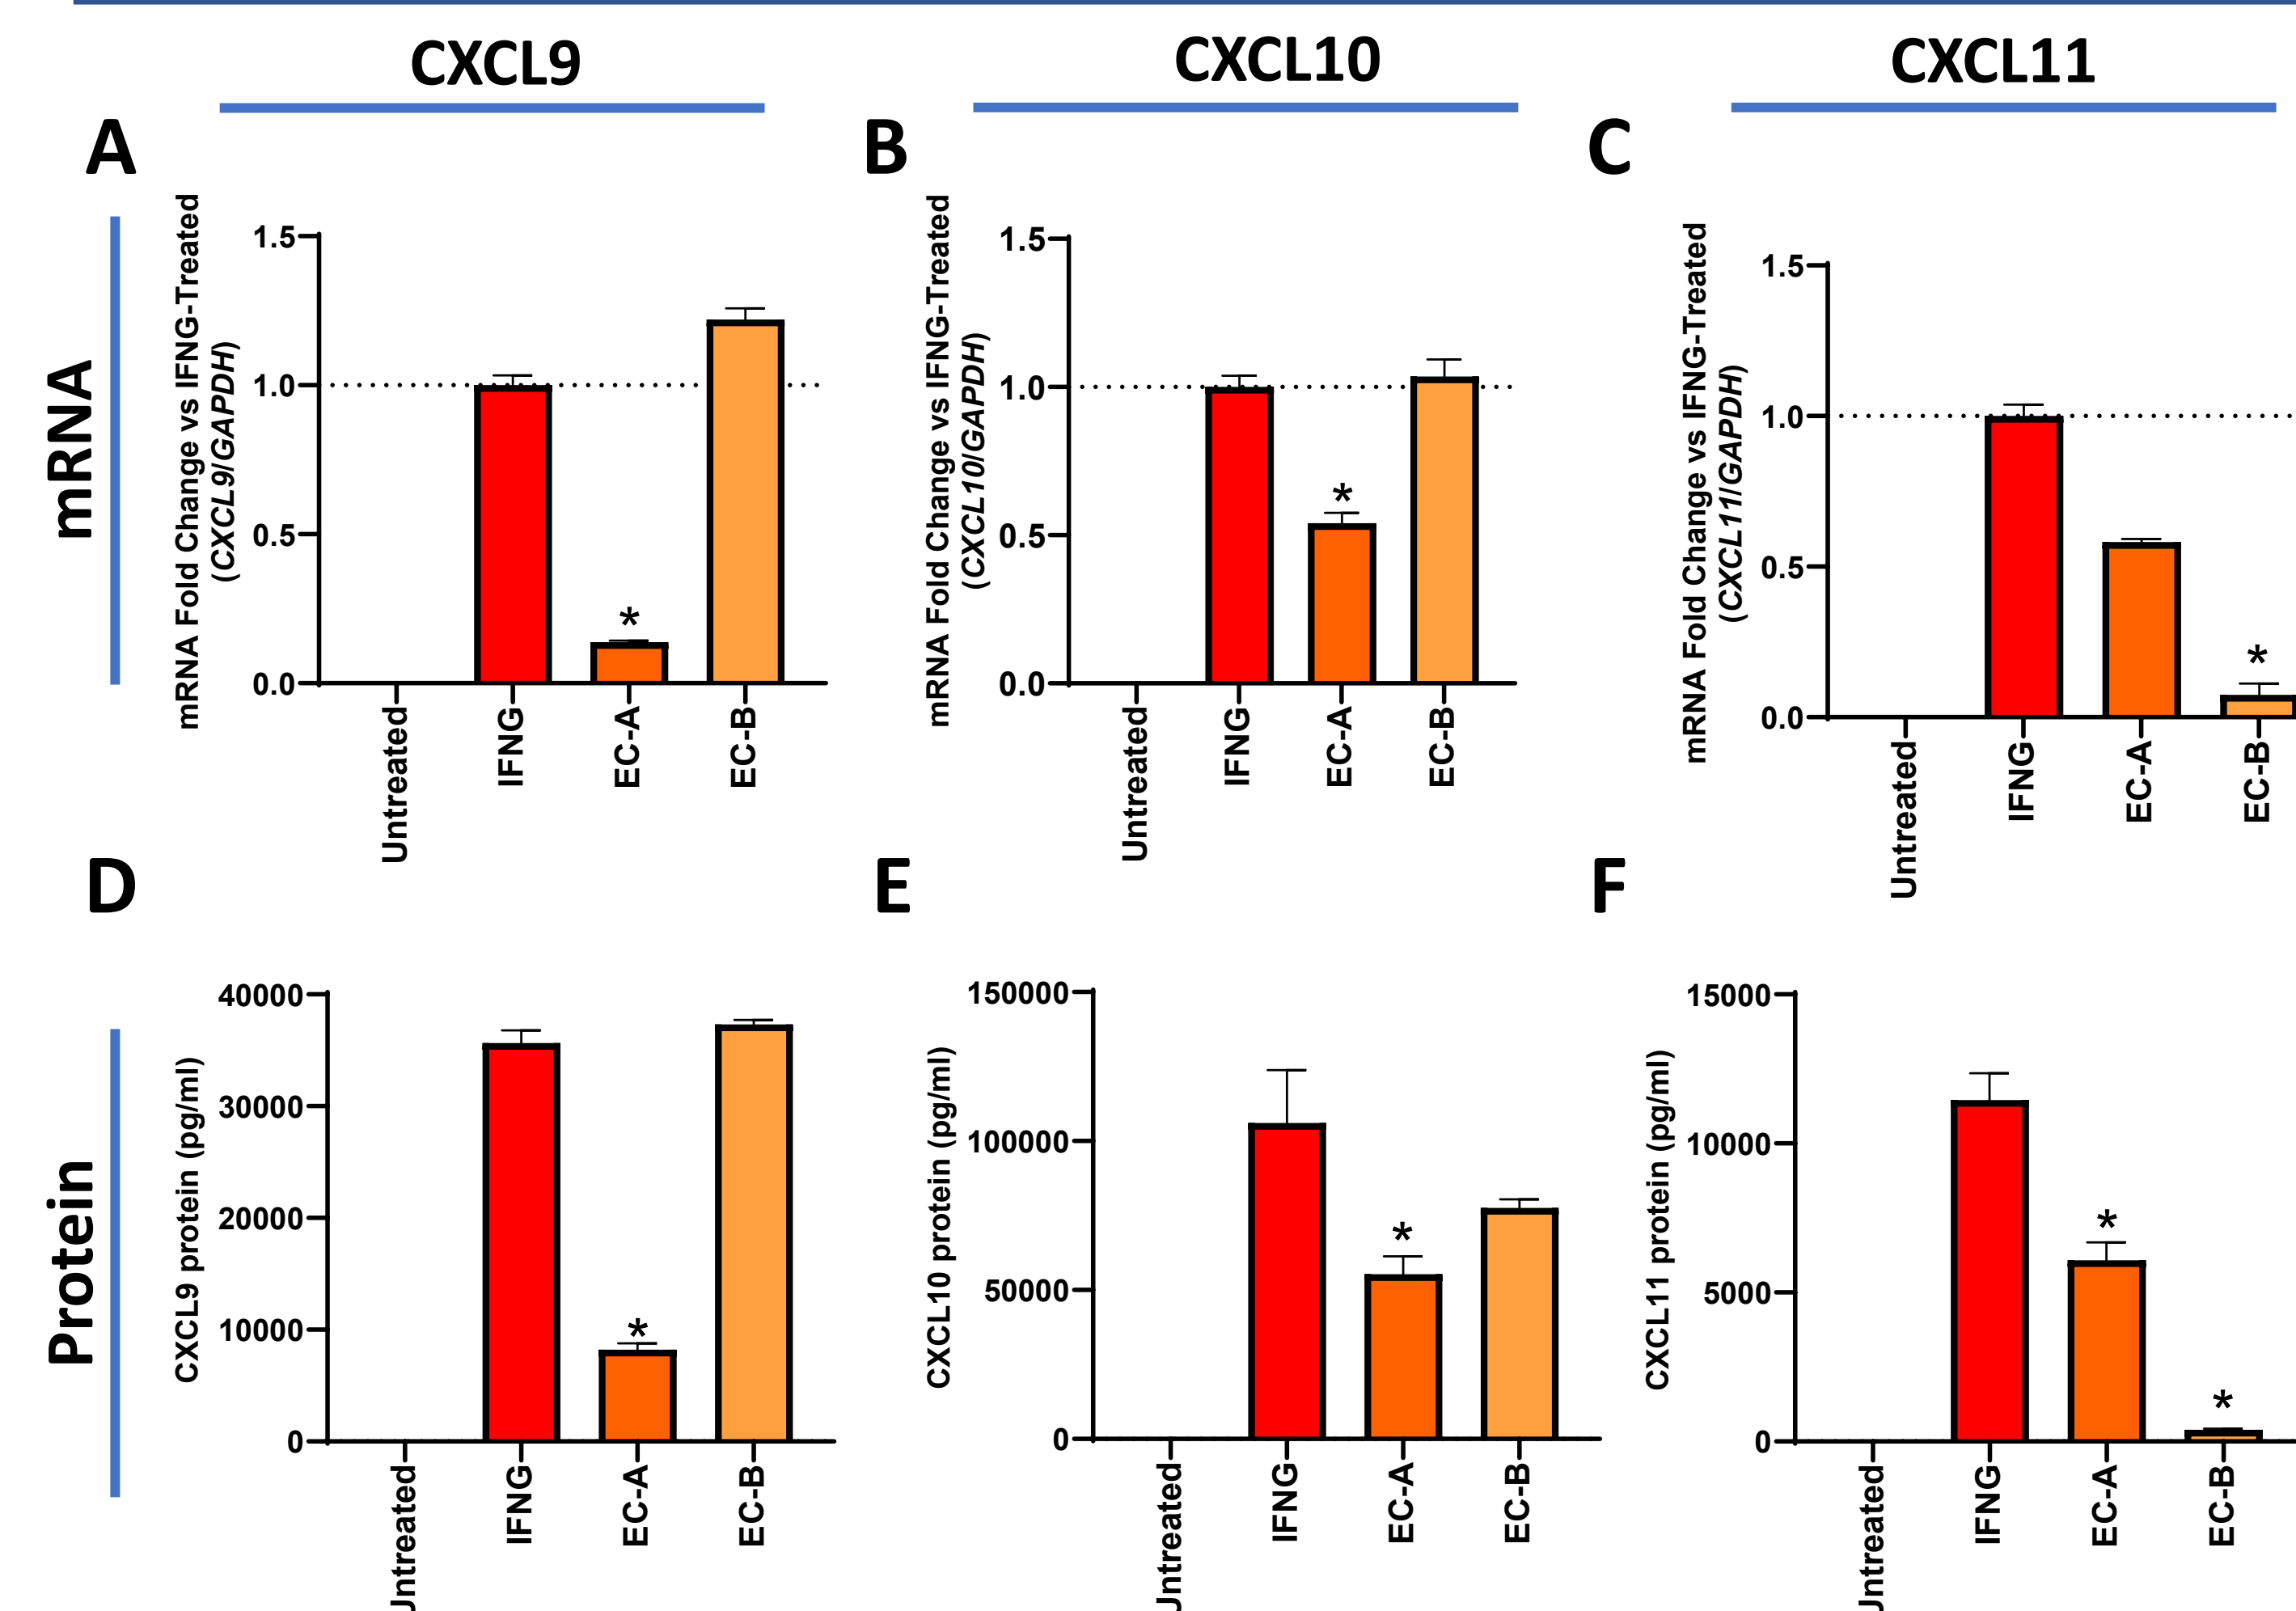 CXCL9
CXCL10
CXCL11
A
B
C
mRNA
mRNA Fold Change vs IFNG-Treated
(CXCL9/GAPDH)
1.5
1.0
0.5
0.0
*
Untreated
IFNG
EC-A
EC-B
mRNA Fold Change vs IFNG-Treated
(CXCL10/GAPDH)
1.5
1.0
0.5
0.0
*
Untreated
IFNG
EC-A
EC-B
mRNA Fold Change vs IFNG-Treated
(CXCL11/GAPDH)
1.5
1.0
0.5
0.0
*
Untreated
IFNG
EC-A
EC-B
D
E
F
Protein
CXCL9 protein (pg/ml)
40000
30000
20000
10000
0
*
Untreated
IFNG
EC-A
EC-B
CXCL10 protein (pg/ml)
150000
100000
50000
0
*
Untreated
IFNG
EC-A
EC-B
CXCL11 protein (pg/ml)
15000
10000
5000
0
*
*
Untreated
IFNG
EC-A
EC-B